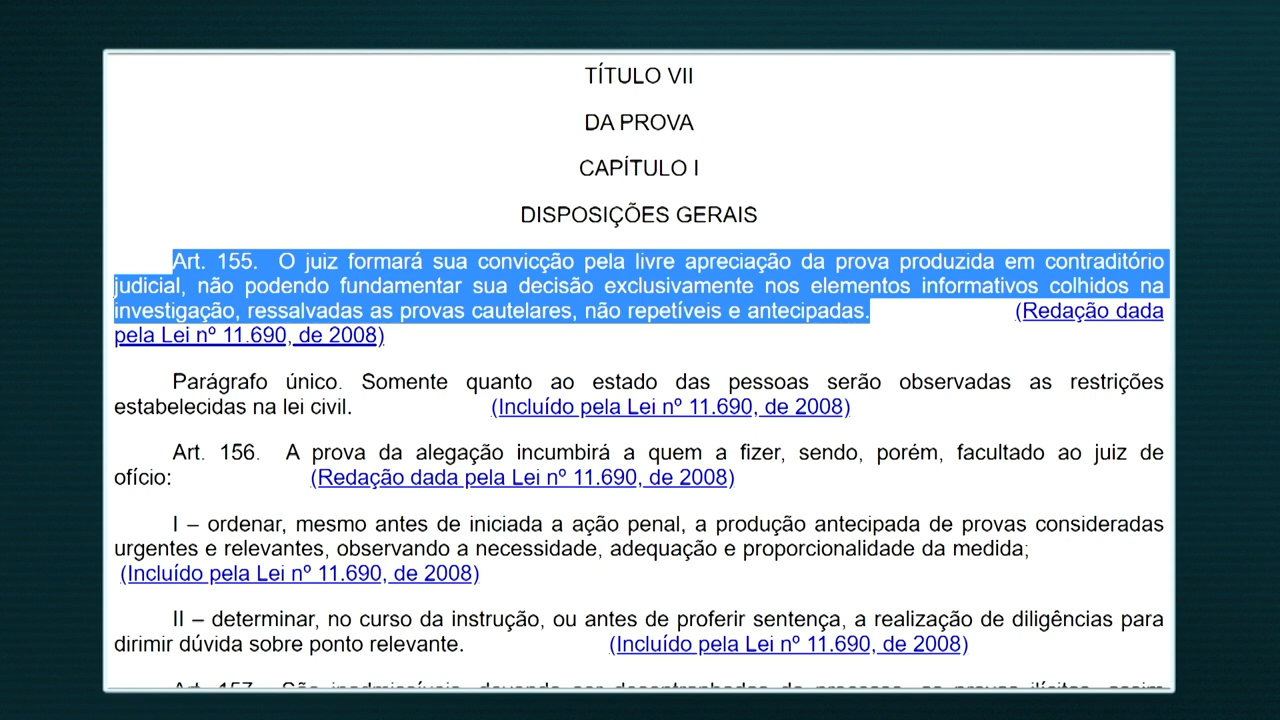 TÍTULO VII
DA PROVA
CAPÍTULO I
DISPOSIÇÕES GERAIS
Art. 155. O juiz formará sua convicção pela livre apreciação da prova produzida em contraditório
judicial, não podendo fundamentar sua decisão exclusivamente nos elementos informativos colhidos na
investigação, ressalvadas as provas cautelares, não repetíveis e antecipadas. (Redação dada
pela Lei nº 11.690, de 2008)
Parágrafo único. Somente quanto ao estado das pessoas serão observadas as restrições
estabelecidas na lei civil. (Incluído pela Lei nº 11.690, de 2008)
Art. 156. A prova da alegação incumbirá a quem a fizer, sendo, porém, facultado ao juiz de
ofício: (Redação dada pela Lei nº 11.690, de 2008)
I – ordenar, mesmo antes de iniciada a ação penal, a produção antecipada de provas consideradas
urgentes e relevantes, observando a necessidade, adequação e proporcionalidade da medida;
(Incluído pela Lei nº 11.690, de 2008)
II – determinar, no curso da instrução, ou antes de proferir sentença, a realização de diligências para
dirimir dúvida sobre ponto relevante. (Incluído pela Lei nº 11.690, de 2008)